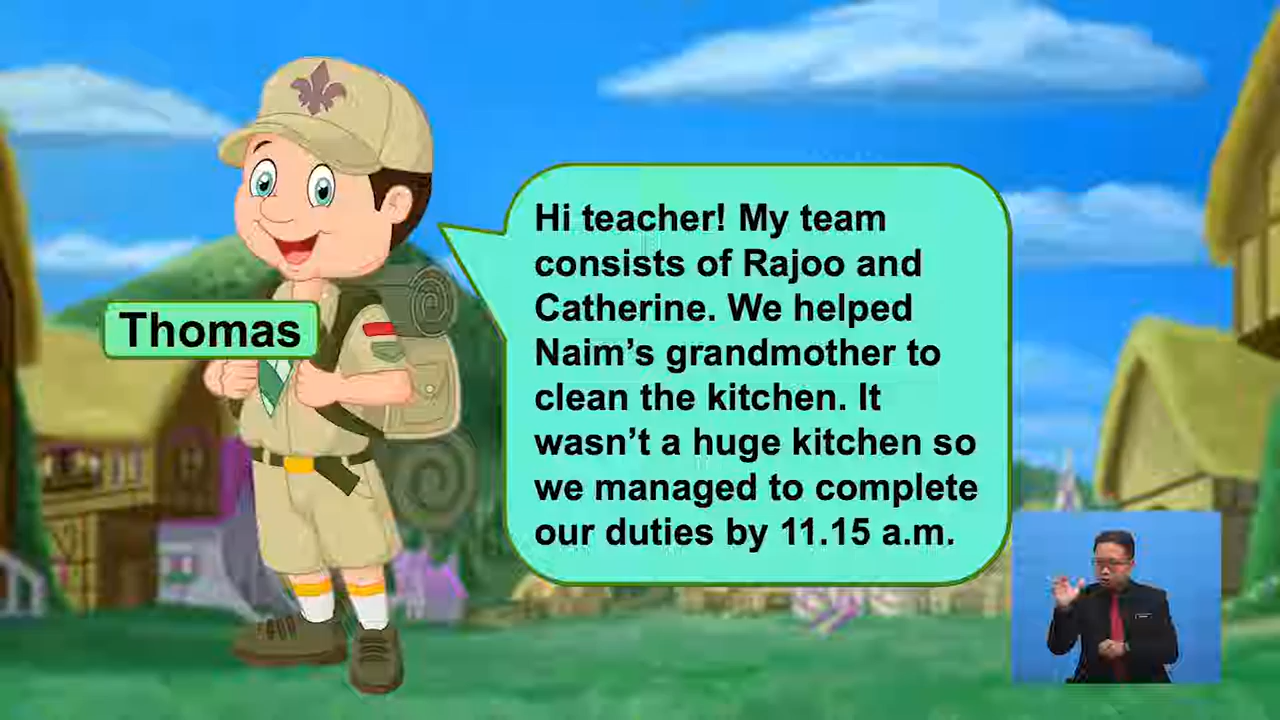 Thomas
Hi teacher! My team
consists of Rajoo and
Catherine. We helped
Naim's grandmother to
clean the kitchen. It
wasn't a huge kitchen so
we managed to complete
our duties by 11.15 a.m.